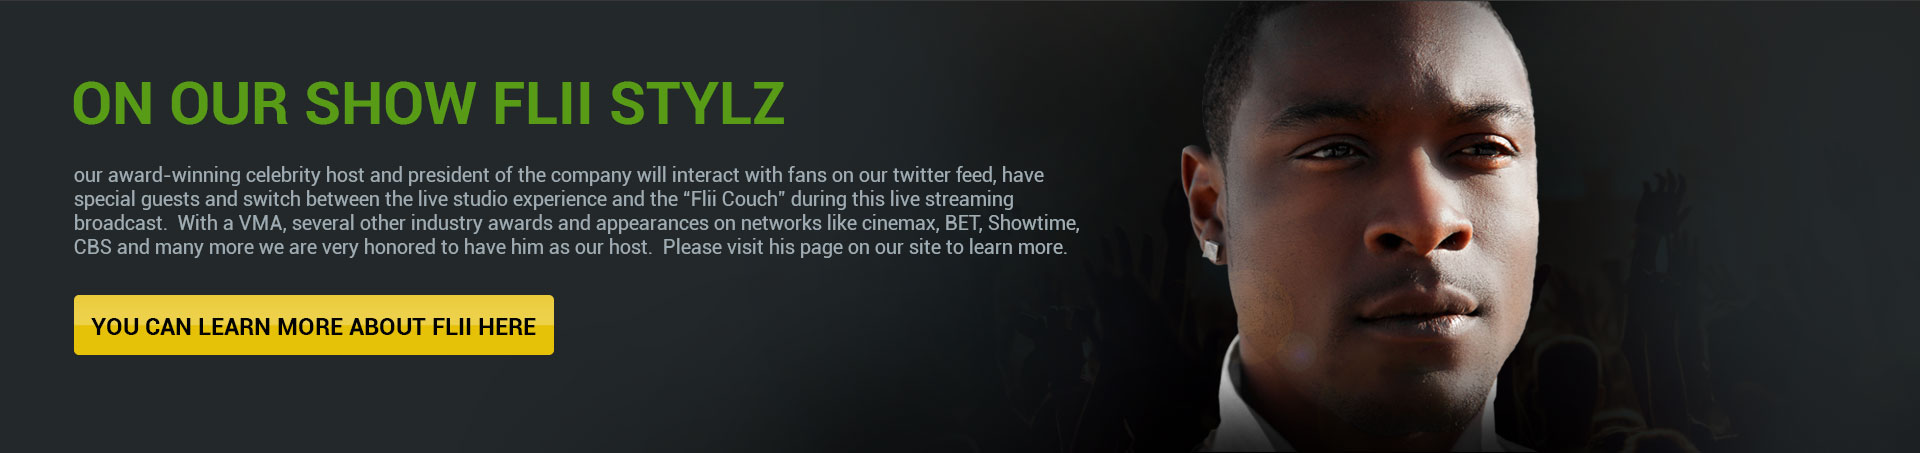 ON OUR SHOW FLII STYLZ
our award-winning celebrity host and president of the company will interact with fans on our twitter feed, have
special guests and switch between the live studio experience and the “Flii Couch” during this live streaming
broadcast.  With a VMA, several other industry awards and appearances on networks like cinemax, BET, Showtime,
CBS and many more we are very honored to have him as our host.  Please visit his page on our site to learn more.
YOU CAN LEARN MORE ABOUT FLII HERE